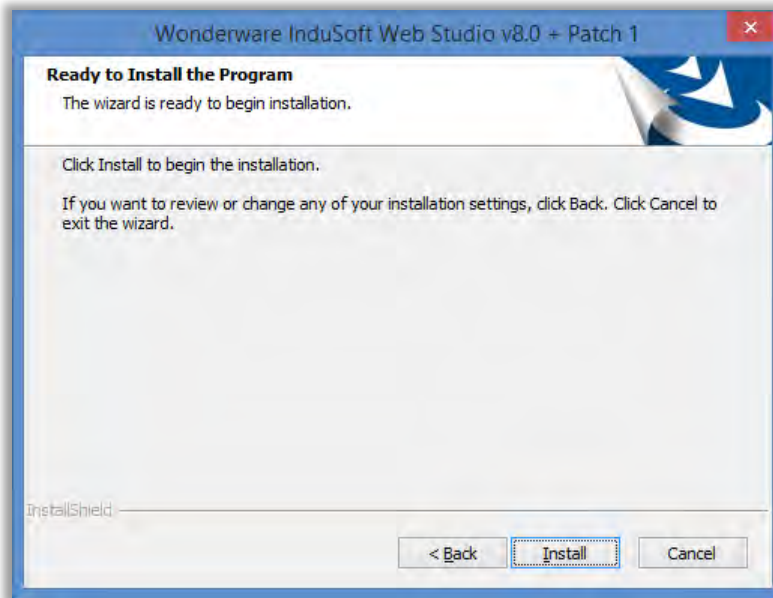 Wonderware InduSoft Web Studio v8.0 + Patch 1
Ready to Install the Program
The wizard is ready to begin installation.
Click Install to begin the installation.
If you want to review or change any of your installation settings, click Back. Click Cancel to
exit the wizard.
InstallShield
< Back
Install
Cancel